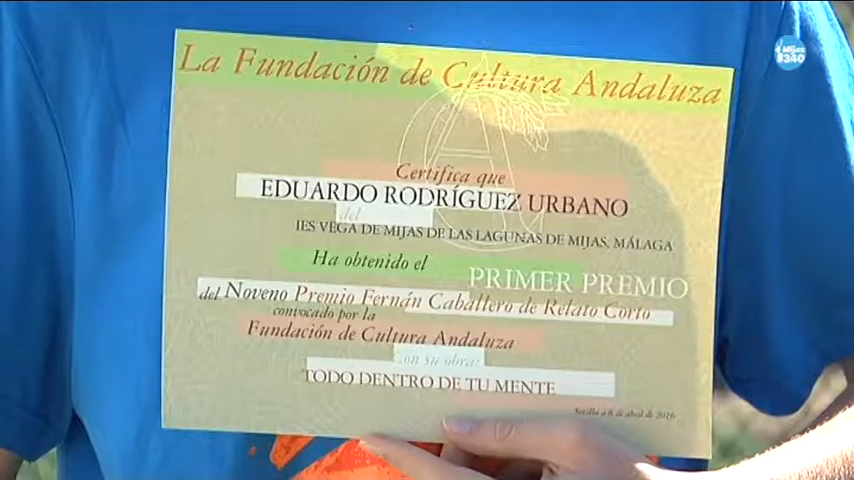 Mijas
340
La Fundación de Cultura Andaluza
Certifica que
EDUARDO RODRÍGUEZ URBANO
del
IES VEGA DE MIJAS DE LAS LAGUNAS DE MIJAS, MÁLAGA
Ha obtenido el
PRIMER PREMIO
del Noveno Premio Fernán Caballero de Relato Corto
convocado por la
Fundación de Cultura Andaluza
Con su obra:
TODO DENTRO DE TU MENTE
Sevilla a 6 de abril de 2016